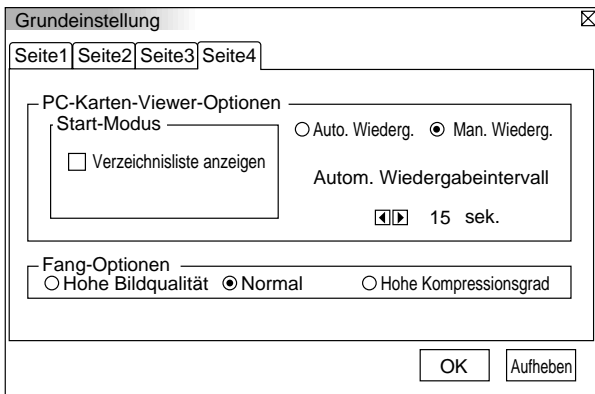 Grundeinstellung
Seite1 Seite2 Seite3 Seite4
PC-Karten-Viewer-Optionen
Start-Modus
Verzeichnisliste anzeigen
Auto. Wiederg. Man. Wiederg.
Autom. Wiedergabeintervall
15 sek.
Fang-Optionen
Hohe Bildqualität Normal Hohe Kompressionsgrad
OK Aufheben